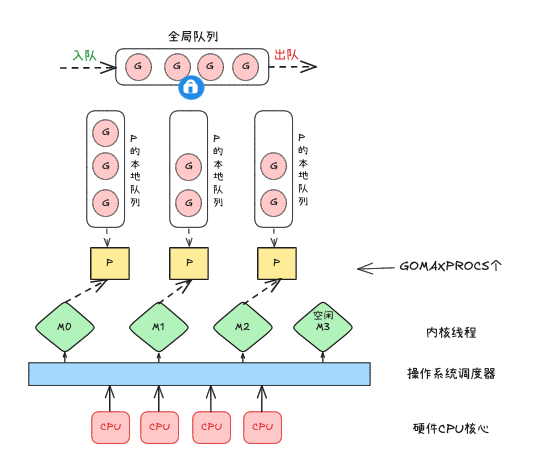 全局队列
入队
出队
G G G G
G
G
G
P的本地队列
G
G
P的本地队列
G
G
P的本地队列
P
P
P
GOMAXPROCS个
M0
M1
M2
空闲
M3
内核线程
操作系统调度器
CPU
CPU
CPU
CPU
硬件CPU核心